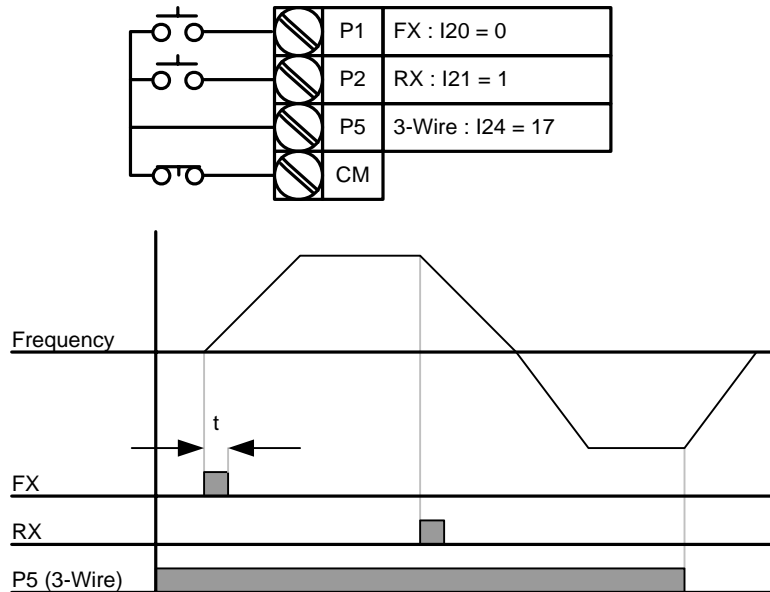 P1 FX : I20 = 0
P2 RX : I21 = 1
P5 3-Wire : I24 = 17
CM
Frequency
t
FX
RX
P5 (3-Wire)